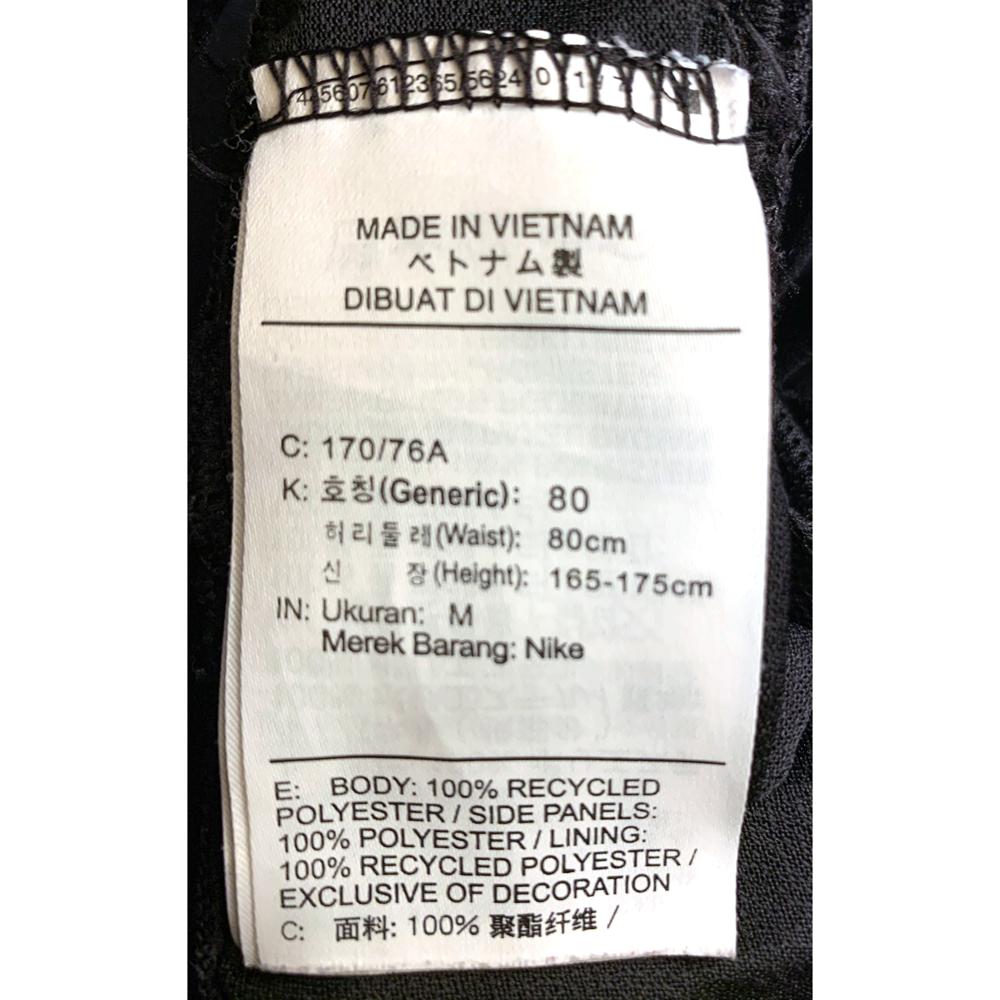 MADE IN VIETNAM
ベトナム製
DIBUAT DI VIETNAM
C: 170/76A
K: 호칭(Generic): 80
허리둘레(Waist): 80cm
신 장(Height): 165-175cm
IN: Ukuran: M
Merek Barang: Nike
E: BODY: 100% RECYCLED
POLYESTER / SIDE PANELS:
100% POLYESTER / LINING:
100% RECYCLED POLYESTER /
EXCLUSIVE OF DECORATION
C: 面料: 100% 聚酯纤维 /